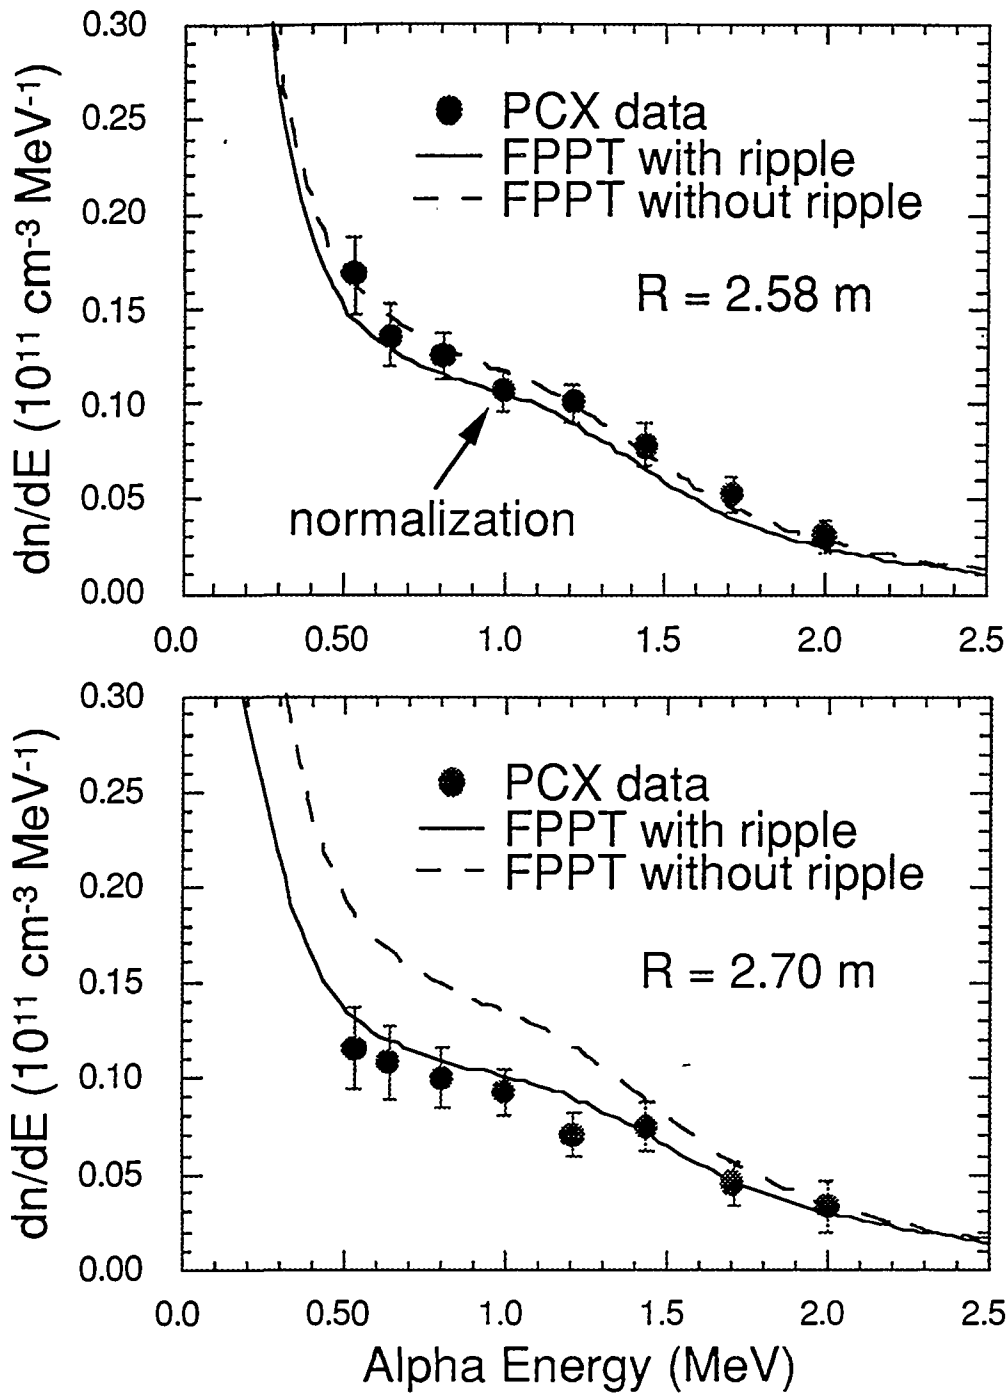 0.30
0.25
0.20
0.15
0.10
0.05
0.00
dn/dE (10¹¹ cm⁻³ MeV⁻¹)
PCX data
FPPT with ripple
FPPT without ripple
R = 2.58 m
normalization
0.0 0.50 1.0 1.5 2.0 2.5
0.30
0.25
0.20
0.15
0.10
0.05
0.00
dn/dE (10¹¹ cm⁻³ MeV⁻¹)
PCX data
FPPT with ripple
FPPT without ripple
R = 2.70 m
0.0 0.50 1.0 1.5 2.0 2.5
Alpha Energy (MeV)